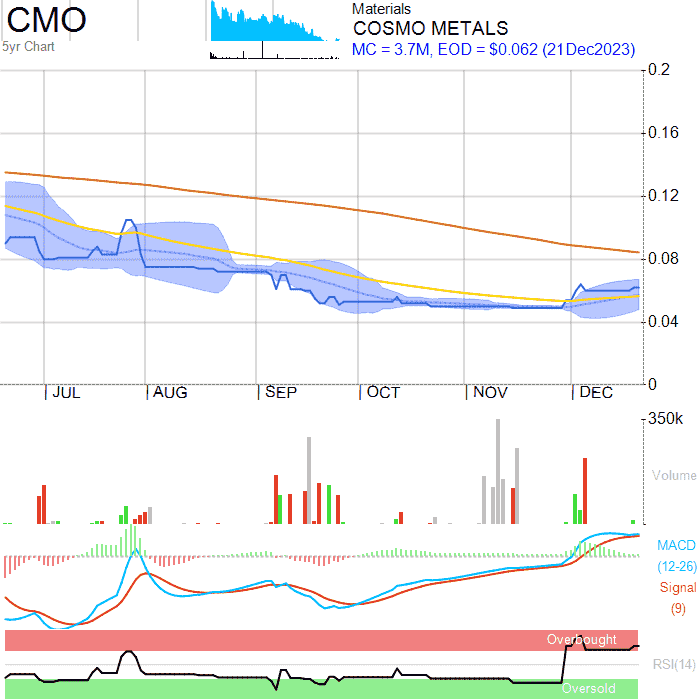 CMO
5yr Chart
Materials
COSMO METALS
MC = 3.7M, EOD = $0.062 (21Dec2023)
0.2
0.16
0.12
0.08
0.04
0
JUL AUG SEP OCT NOV DEC
350k
Volume
MACD
(12-26)
Signal
(9)
Overbought
RSI(14)
Oversold